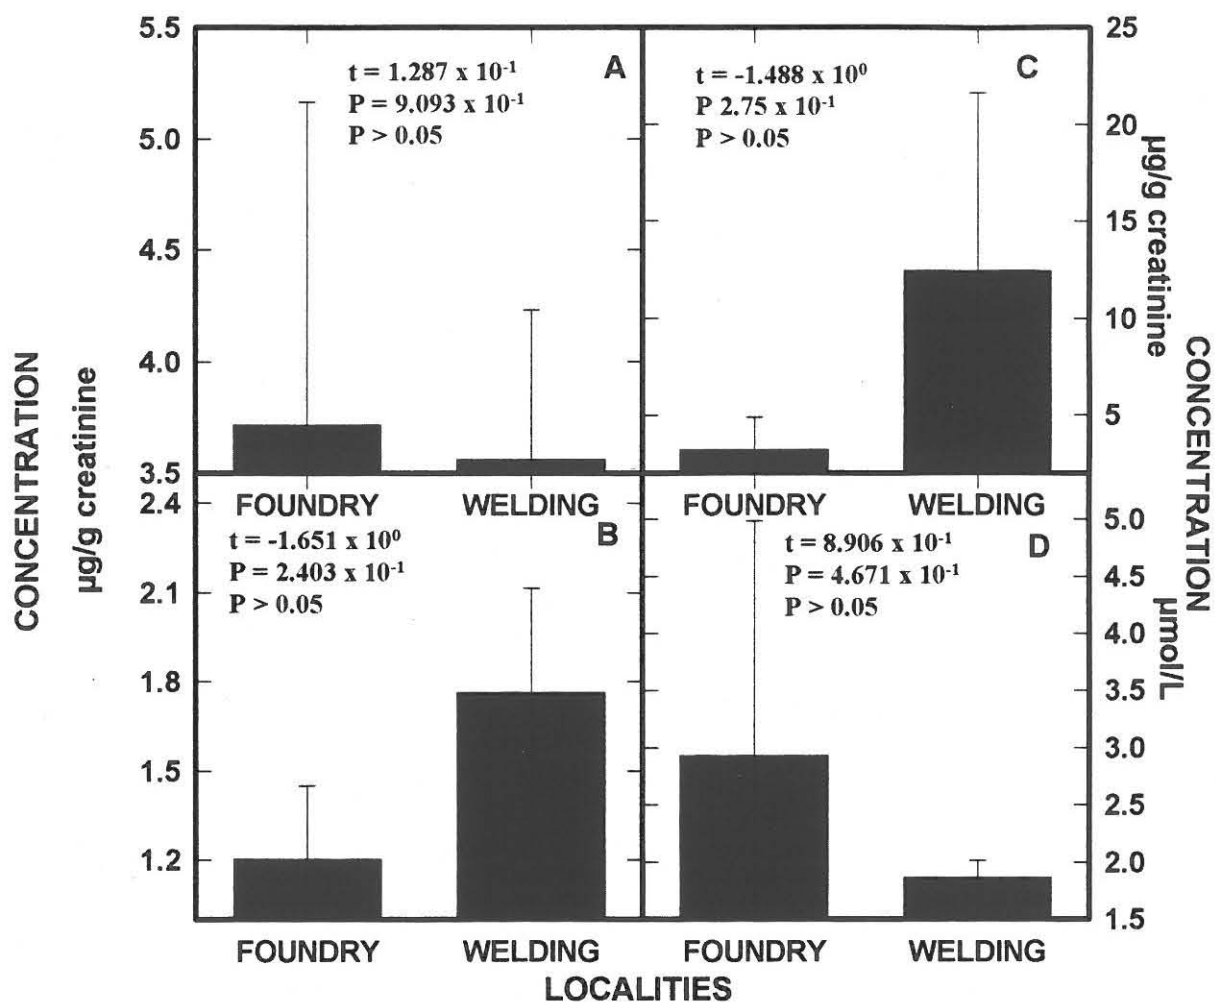 CONCENTRATION
µg/g creatinine
5.5
5.0
4.5
4.0
3.5
t = 1.287 x 10⁻¹
P = 9.093 x 10⁻¹
P > 0.05
A
FOUNDRY
WELDING
t = -1.488 x 10⁰
P 2.75 x 10⁻¹
P > 0.05
C
FOUNDRY
WELDING
25
20
15
10
5
µg/g creatinine
CONCENTRATION
2.4
2.1
1.8
1.5
1.2
t = -1.651 x 10⁰
P = 2.403 x 10⁻¹
P > 0.05
B
FOUNDRY
WELDING
t = 8.906 x 10⁻¹
P = 4.671 x 10⁻¹
P > 0.05
D
FOUNDRY
WELDING
5.0
4.5
4.0
3.5
3.0
2.5
2.0
1.5
µmol/L
LOCALITIES